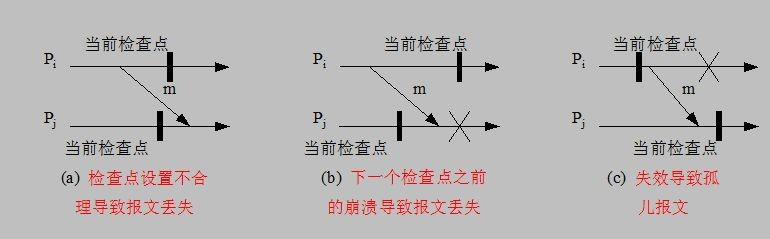 当前检查点 当前检查点 当前检查点
Pi Pi Pi
m m m
Pj Pj Pj
当前检查点 当前检查点 当前检查点
(a) 检查点设置不合 (b) 下一个检查点之前 (c) 失效导致孤
理导致报文丢失 的崩溃导致报文丢失 儿报文